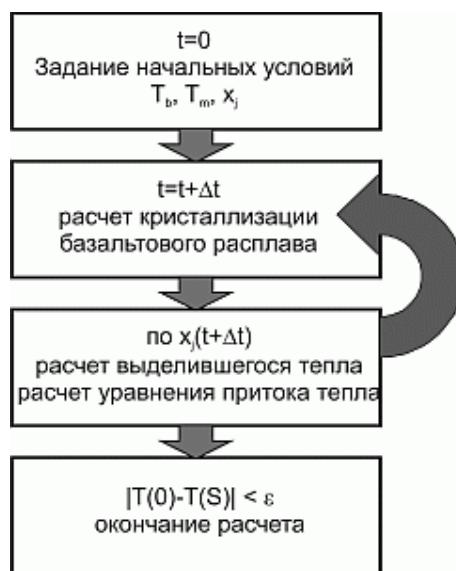 t=0
Задание начальных условий
T_b, T_m, x_j
t=t+Δt
расчет кристаллизации
базальтового расплава
по x_j(t+Δt)
расчет выделившегося тепла
расчет уравнения притока тепла
|T(0)-T(S)| < ε
окончание расчета